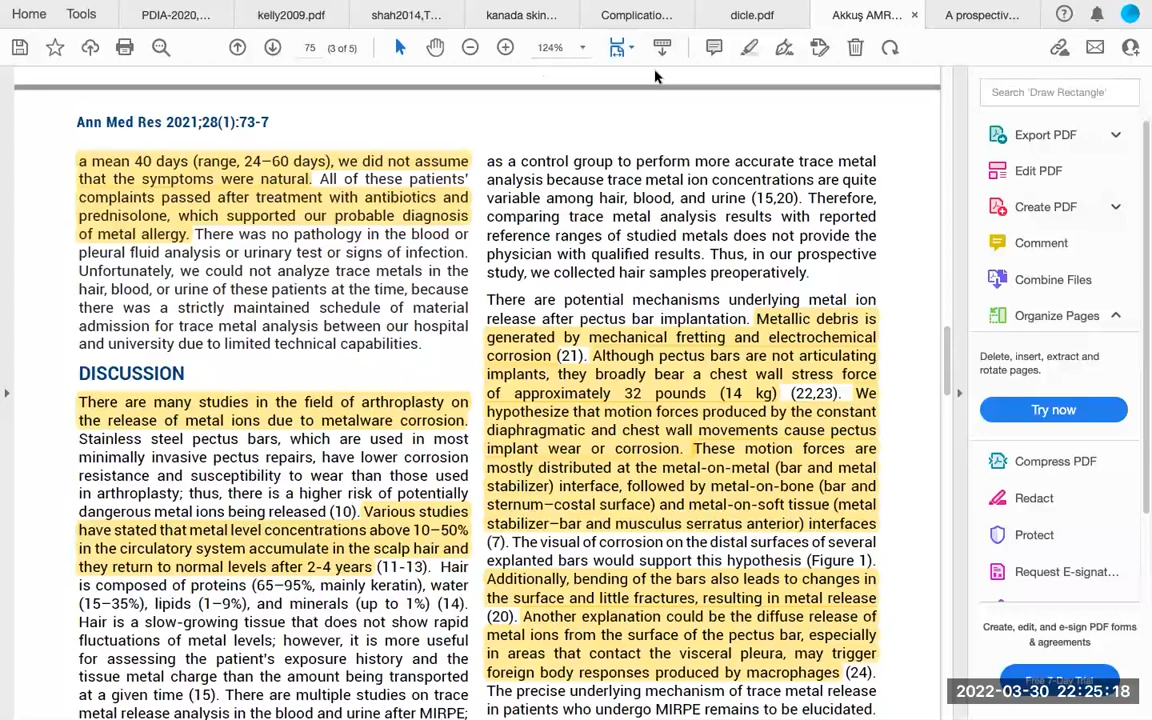 Home
Tools
PDIA-2020,...
kelly2009.pdf
shah2014,T...
kanada skin...
Complicatio...
dicle.pdf
Akkuş AMR... ×
A prospectiv...
75 (3 of 5)
124%
Ann Med Res 2021;28(1):73-7
a mean 40 days (range, 24–60 days), we did not assume
that the symptoms were natural. All of these patients'
complaints passed after treatment with antibiotics and
prednisolone, which supported our probable diagnosis
of metal allergy. There was no pathology in the blood or
pleural fluid analysis or urinary test or signs of infection.
Unfortunately, we could not analyze trace metals in the
hair, blood, or urine of these patients at the time, because
there was a strictly maintained schedule of material
admission for trace metal analysis between our hospital
and university due to limited technical capabilities.
DISCUSSION
There are many studies in the field of arthroplasty on
the release of metal ions due to metalware corrosion.
Stainless steel pectus bars, which are used in most
minimally invasive pectus repairs, have lower corrosion
resistance and susceptibility to wear than those used
in arthroplasty; thus, there is a higher risk of potentially
dangerous metal ions being released (10). Various studies
have stated that metal level concentrations above 10–50%
in the circulatory system accumulate in the scalp hair and
they return to normal levels after 2-4 years (11-13). Hair
is composed of proteins (65–95%, mainly keratin), water
(15–35%), lipids (1–9%), and minerals (up to 1%) (14).
Hair is a slow-growing tissue that does not show rapid
fluctuations of metal levels; however, it is more useful
for assessing the patient's exposure history and the
tissue metal charge than the amount being transported
at a given time (15). There are multiple studies on trace
metal release analysis in the blood and urine after MIRPE;
as a control group to perform more accurate trace metal
analysis because trace metal ion concentrations are quite
variable among hair, blood, and urine (15,20). Therefore,
comparing trace metal analysis results with reported
reference ranges of studied metals does not provide the
physician with qualified results. Thus, in our prospective
study, we collected hair samples preoperatively.
There are potential mechanisms underlying metal ion
release after pectus bar implantation. Metallic debris is
generated by mechanical fretting and electrochemical
corrosion (21). Although pectus bars are not articulating
implants, they broadly bear a chest wall stress force
of approximately 32 pounds (14 kg) (22,23). We
hypothesize that motion forces produced by the constant
diaphragmatic and chest wall movements cause pectus
implant wear or corrosion. These motion forces are
mostly distributed at the metal-on-metal (bar and metal
stabilizer) interface, followed by metal-on-bone (bar and
sternum–costal surface) and metal-on-soft tissue (metal
stabilizer–bar and musculus serratus anterior) interfaces
(7). The visual of corrosion on the distal surfaces of several
explanted bars would support this hypothesis (Figure 1).
Additionally, bending of the bars also leads to changes in
the surface and little fractures, resulting in metal release
(20). Another explanation could be the diffuse release of
metal ions from the surface of the pectus bar, especially
in areas that contact the visceral pleura, may trigger
foreign body responses produced by macrophages (24).
The precise underlying mechanism of trace metal release
in patients who undergo MIRPE remains to be elucidated.
Search 'Draw Rectangle'
Export PDF
Edit PDF
Create PDF
Comment
Combine Files
Organize Pages
Delete, insert, extract and
rotate pages.
Try now
Compress PDF
Redact
Protect
Request E-signat...
Create, edit, and e-sign PDF forms
& agreements
Free 7-Day Trial
2022-03-30 22:25:18